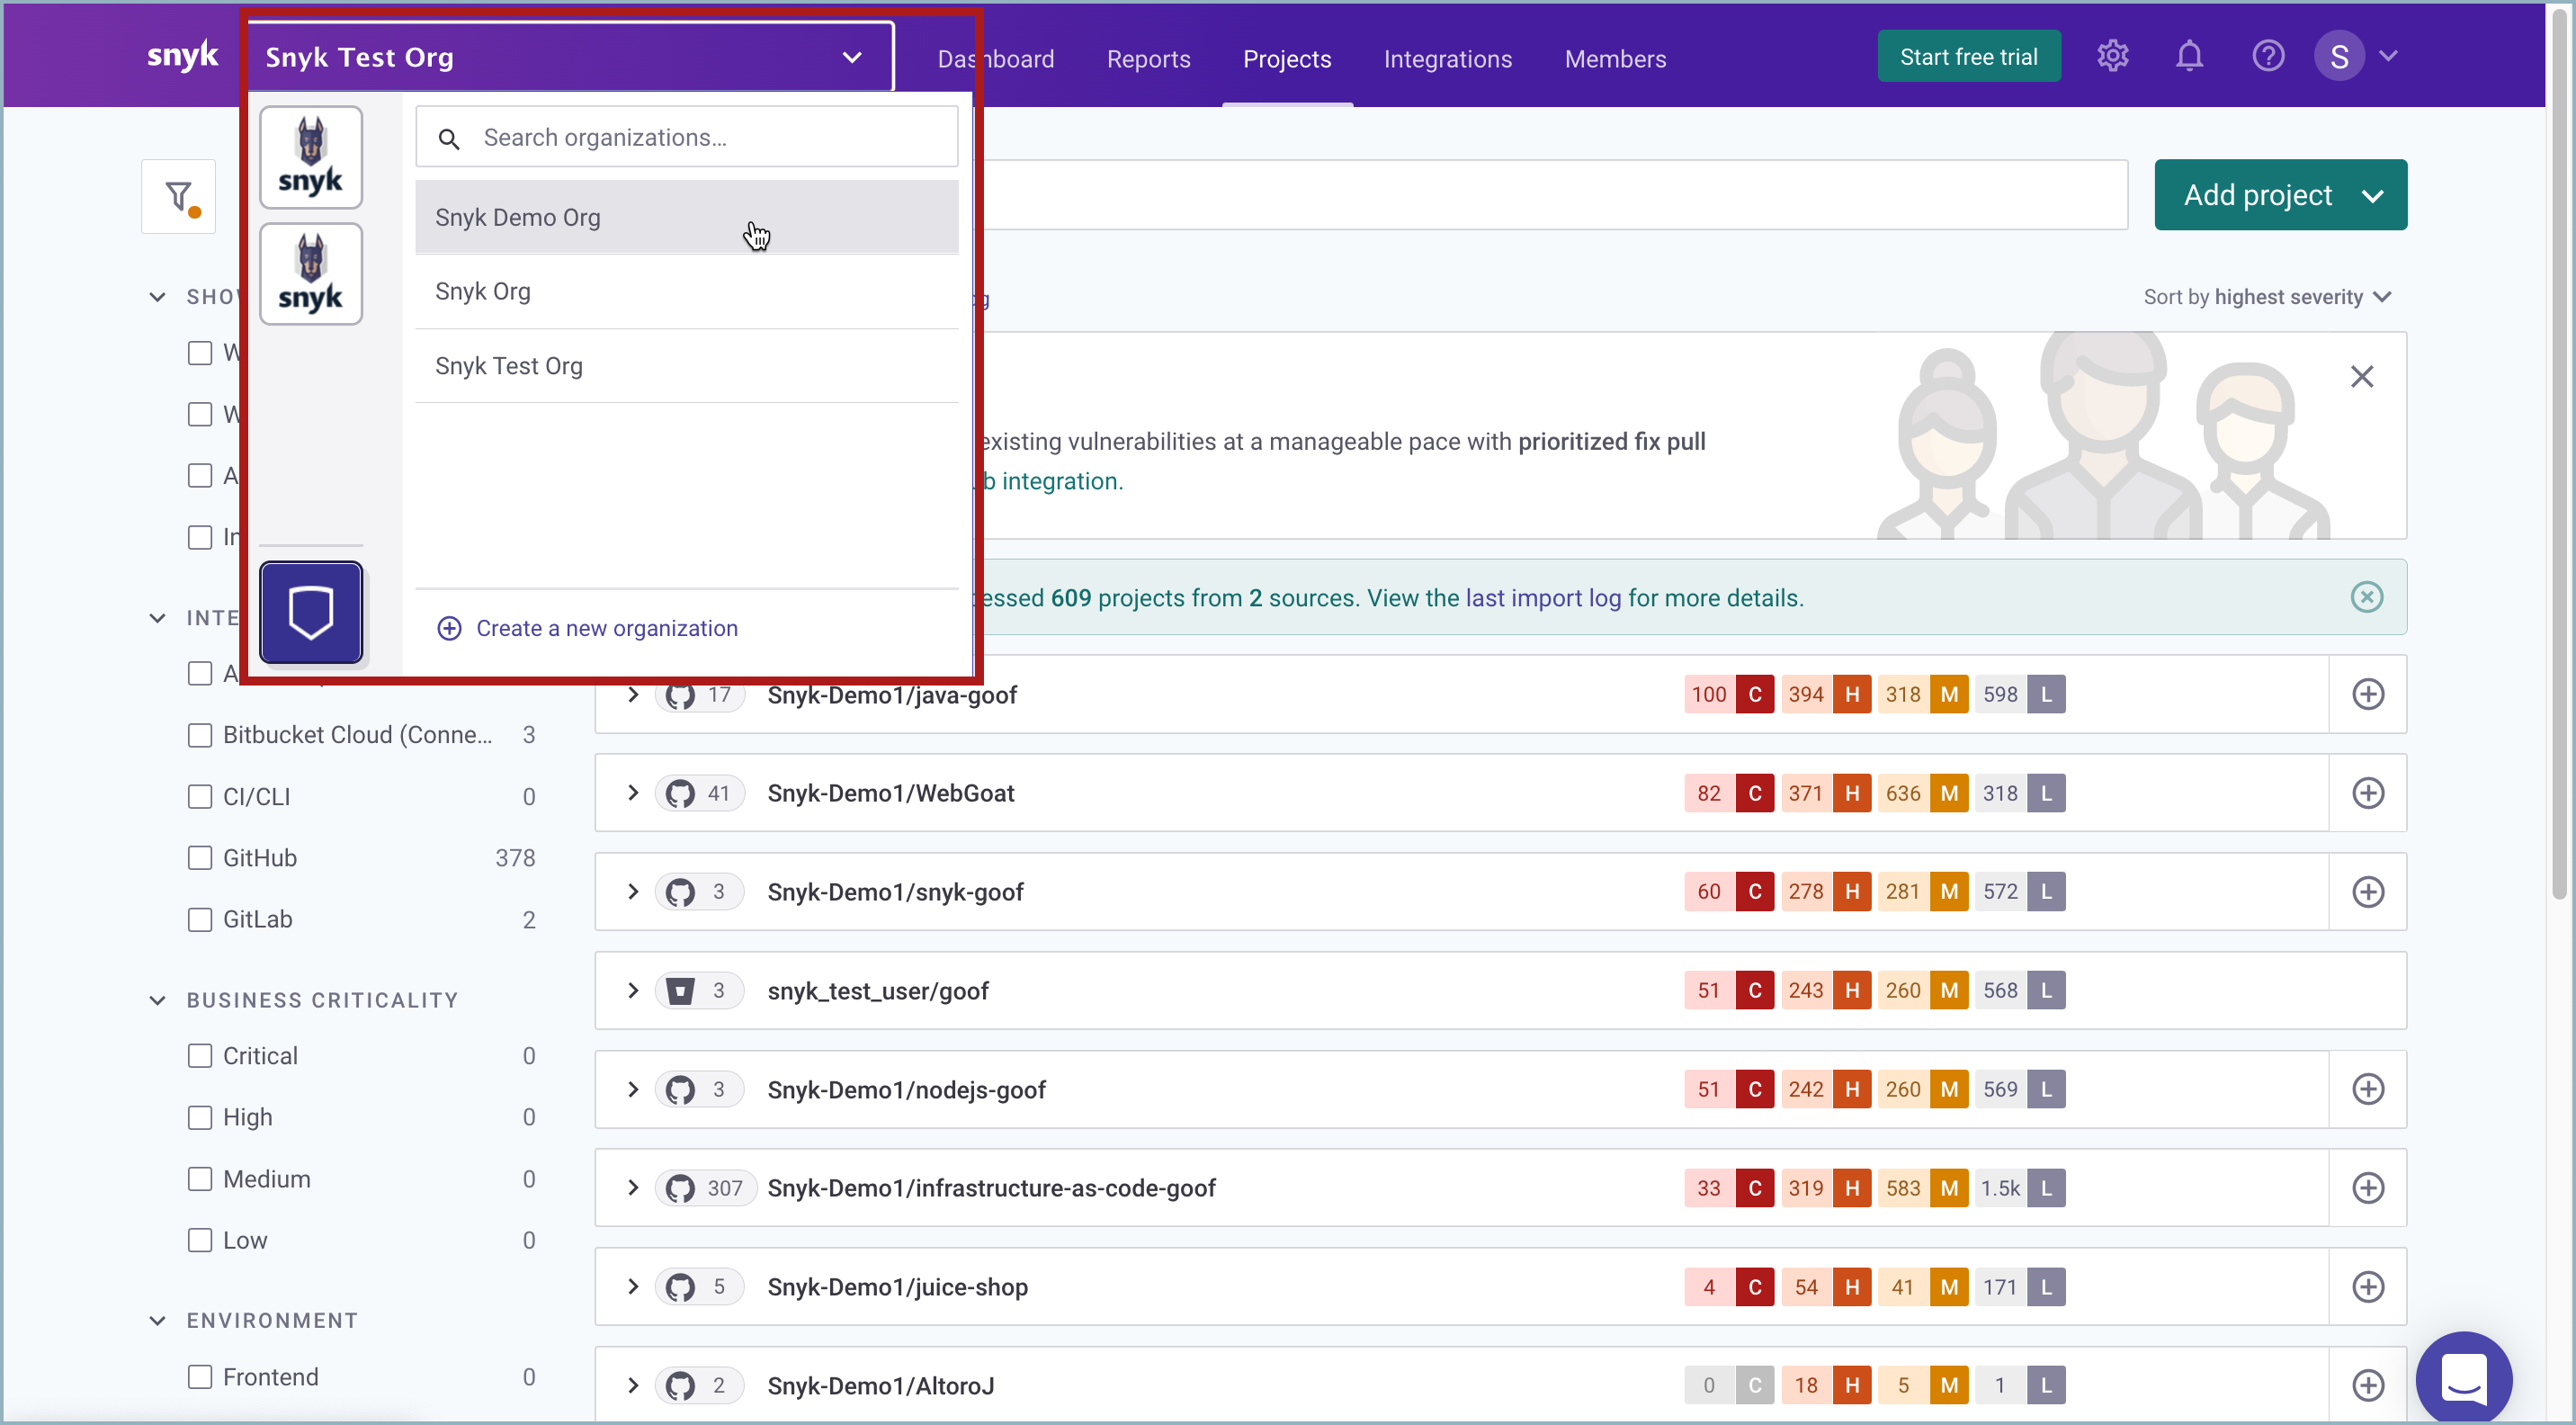 snyk Snyk Test Org Dashboard Reports Projects Integrations Members Start free trial S
snyk
snyk
Search organizations...
Snyk Demo Org
Snyk Org
Snyk Test Org
Create a new organization
Add project
Sort by highest severity
existing vulnerabilities at a manageable pace with prioritized fix pull
integration.
609 projects from 2 sources. View the last import log for more details.
Bitbucket Cloud (Conne... 3
CI/CLI 0
GitHub 378
GitLab 2
BUSINESS CRITICALITY
Critical 0
High 0
Medium 0
Low 0
ENVIRONMENT
Frontend 0
17 Snyk-Demo1/java-goof 100 C 394 H 318 M 598 L
41 Snyk-Demo1/WebGoat 82 C 371 H 636 M 318 L
3 Snyk-Demo1/snyk-goof 60 C 278 H 281 M 572 L
3 snyk_test_user/goof 51 C 243 H 260 M 568 L
3 Snyk-Demo1/nodejs-goof 51 C 242 H 260 M 569 L
307 Snyk-Demo1/infrastructure-as-code-goof 33 C 319 H 583 M 1.5k L
5 Snyk-Demo1/juice-shop 4 C 54 H 41 M 171 L
2 Snyk-Demo1/AltoroJ 0 C 18 H 5 M 1 L